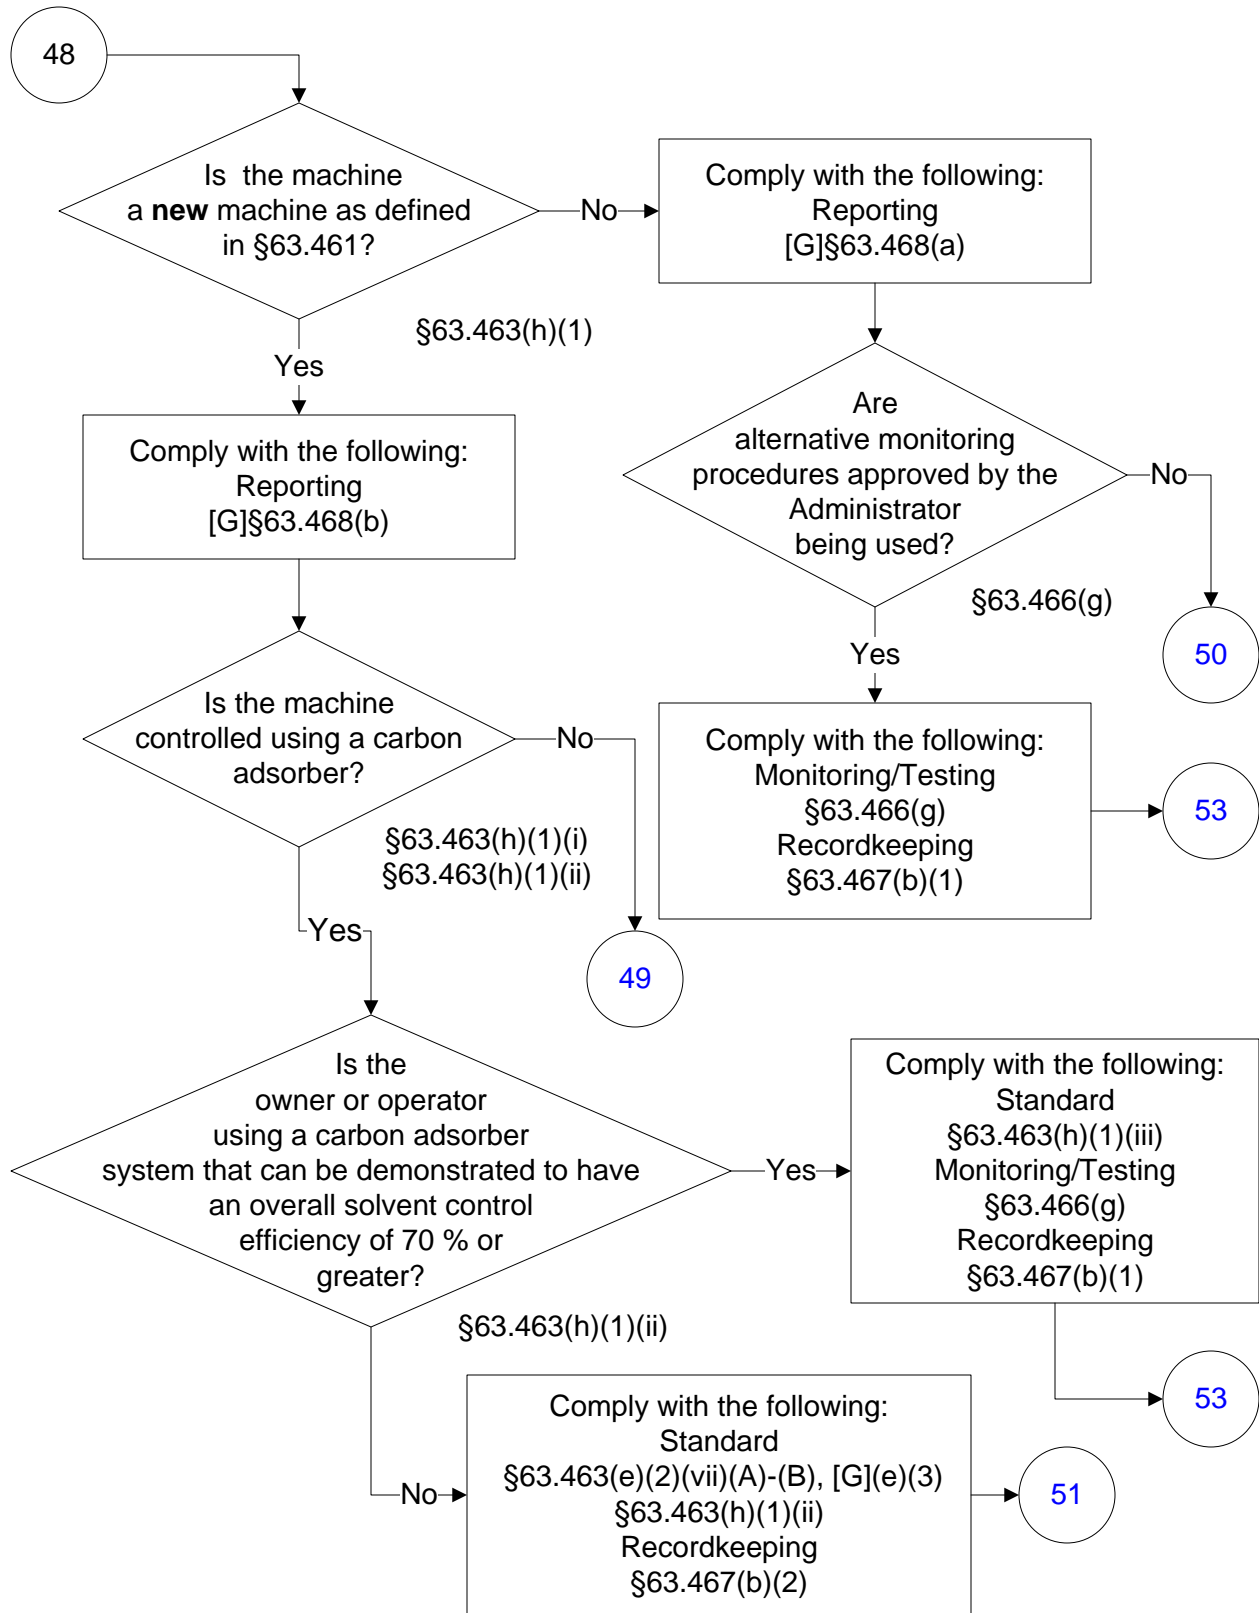 48
Is the machine
a new machine as defined
in §63.461?
No
Comply with the following:
Reporting
[G]§63.468(a)
§63.463(h)(1)
Yes
Comply with the following:
Reporting
[G]§63.468(b)
Are
alternative monitoring
procedures approved by the
Administrator
being used?
No
§63.466(g)
50
Yes
Is the machine
controlled using a carbon
adsorber?
No
Comply with the following:
Monitoring/Testing
§63.466(g)
Recordkeeping
§63.467(b)(1)
53
§63.463(h)(1)(i)
§63.463(h)(1)(ii)
Yes
49
Is the
owner or operator
using a carbon adsorber
system that can be demonstrated to have
an overall solvent control
efficiency of 70 % or
greater?
Yes
Comply with the following:
Standard
§63.463(h)(1)(iii)
Monitoring/Testing
§63.466(g)
Recordkeeping
§63.467(b)(1)
§63.463(h)(1)(ii)
53
No
Comply with the following:
Standard
§63.463(e)(2)(vii)(A)-(B), [G](e)(3)
§63.463(h)(1)(ii)
Recordkeeping
§63.467(b)(2)
51